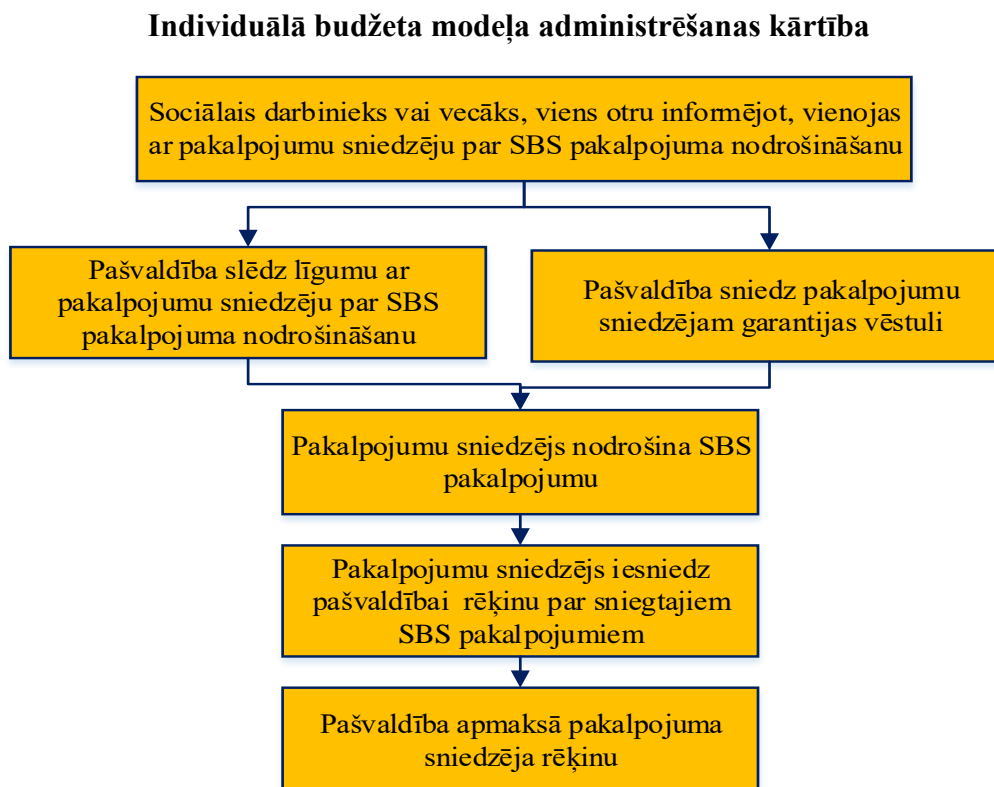 Individuālā budžeta modeļa administrēšanas kārtība
Sociālais darbinieks vai vecāks, viens otru informējot, vienojas
ar pakalpojumu sniedzēju par SBS pakalpojuma nodrošināšanu
Pašvaldība slēdz līgumu ar
pakalpojumu sniedzēju par SBS
pakalpojuma nodrošināšanu
Pašvaldība sniedz pakalpojumu
sniedzējam garantijas vēstuli
Pakalpojumu sniedzējs nodrošina SBS
pakalpojumu
Pakalpojumu sniedzējs iesniedz
pašvaldībai rēķinu par sniegtajiem
SBS pakalpojumiem
Pašvaldība apmaksā pakalpojuma
sniedzēja rēķinu